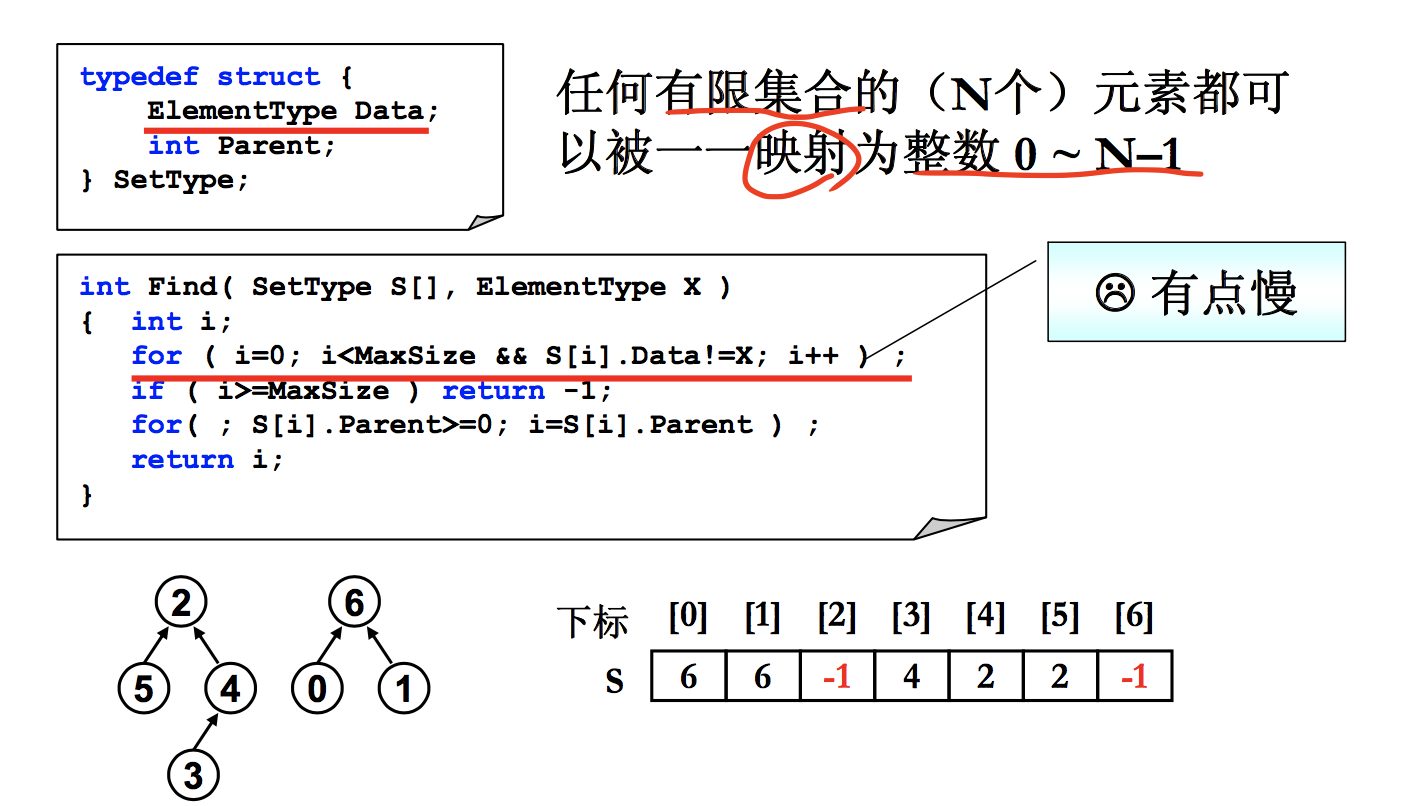 typedef struct {
ElementType Data;
int Parent;
} SetType;
任何有限集合的（N个）元素都可
以被一一映射为整数 0 ~ N–1
int Find( SetType S[], ElementType X )
{ int i;
for ( i=0; i<MaxSize && S[i].Data!=X; i++ ) ;
if ( i>=MaxSize ) return -1;
for( ; S[i].Parent>=0; i=S[i].Parent ) ;
return i;
}
☹ 有点慢
2 6
5 4 0 1
3
下标 [0] [1] [2] [3] [4] [5] [6]
S 6 6 -1 4 2 2 -1